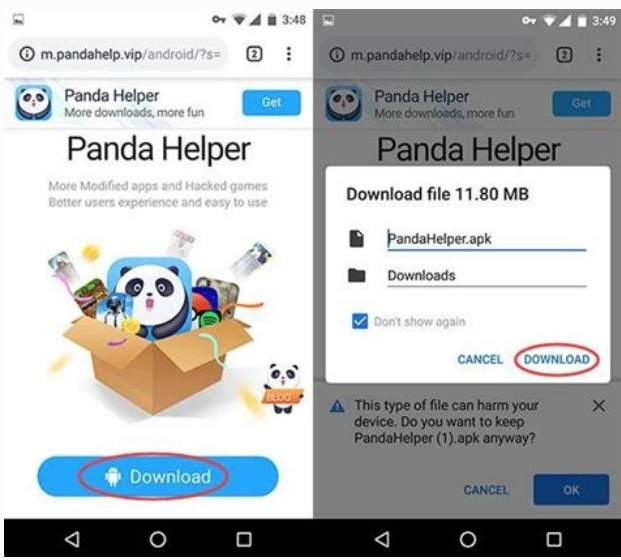 3:48
m.pandahelp.vip/android/?s=
2
Panda Helper
More downloads, more fun
Get
Panda Helper
More Modified apps and Hacked games
Better users experience and easy to use
BLOG
Download
3:49
m.pandahelp.vip/android/?s=
2
Panda Helper
More downloads, more fun
Get
Panda Helper
Download file 11.80 MB
PandaHelper.apk
Downloads
Don't show again
CANCEL
DOWNLOAD
This type of file can harm your
device. Do you want to keep
PandaHelper (1).apk anyway?
CANCEL
OK